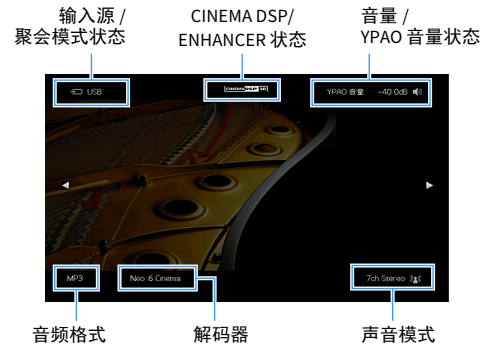 输入源 /
聚会模式状态
CINEMA DSP/
ENHANCER 状态
音量 /
YPAO 音量状态
USB
CINEMA DSP 3D
YPAO 音量 -40.0dB
MP3
Neo: 6 Cinema
7ch Stereo
音频格式
解码器
声音模式